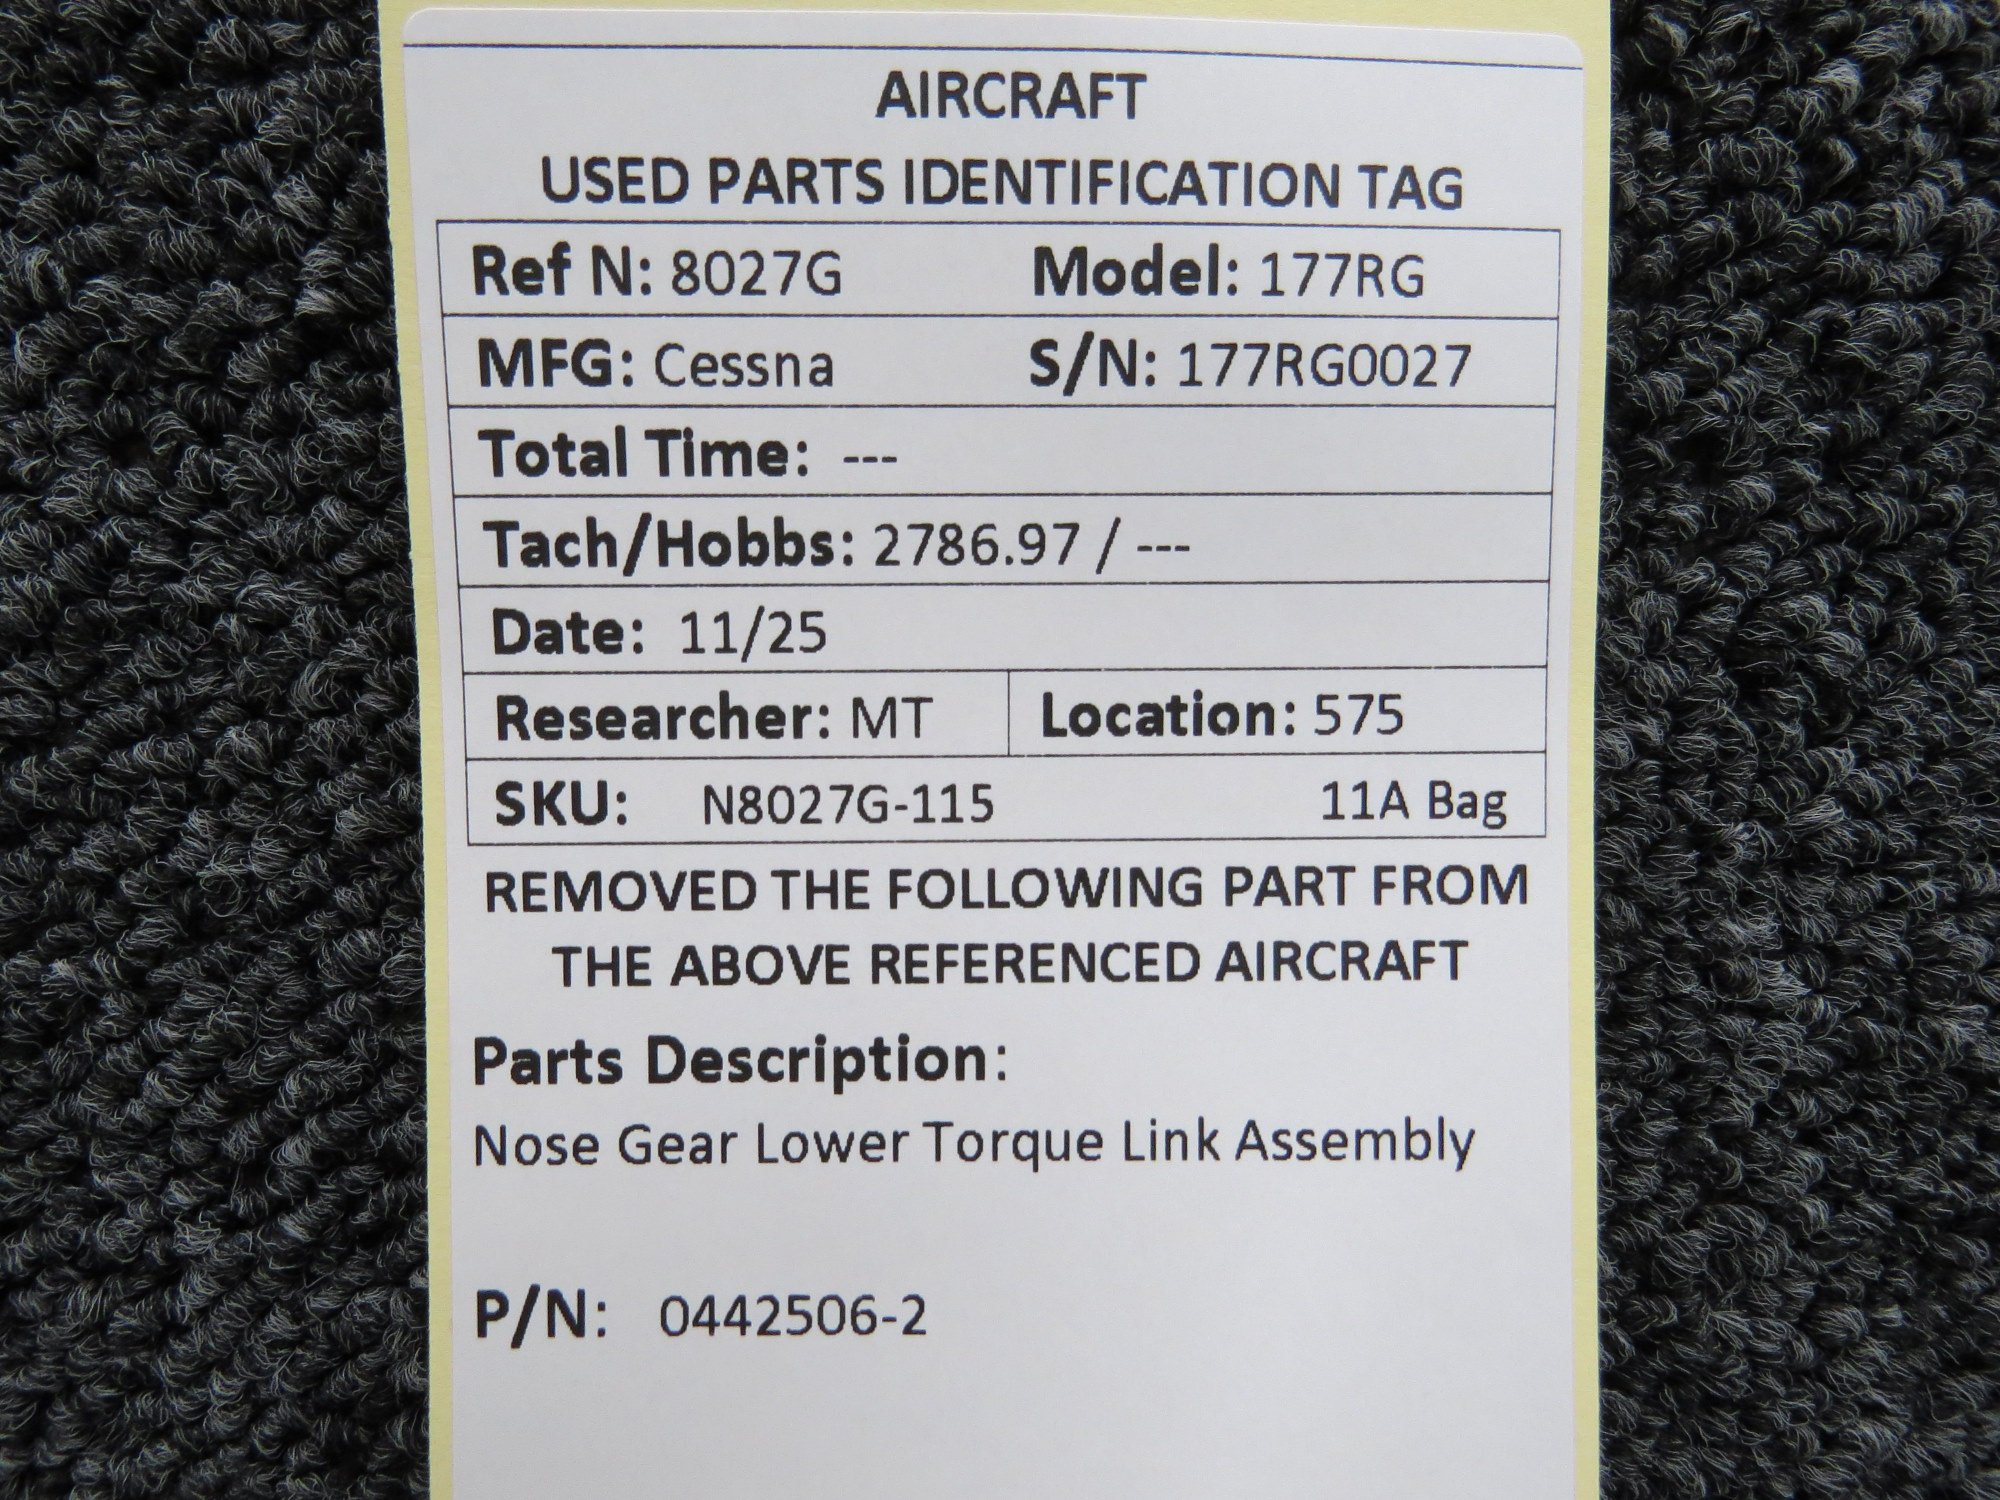 AIRCRAFT
USED PARTS IDENTIFICATION TAG
Ref N: 8027G Model: 177RG
MFG: Cessna S/N: 177RG0027
Total Time: ---
Tach/Hobbs: 2786.97 / ---
Date: 11/25
Researcher: MT Location: 575
SKU: N8027G-115 11A Bag
REMOVED THE FOLLOWING PART FROM
THE ABOVE REFERENCED AIRCRAFT
Parts Description:
Nose Gear Lower Torque Link Assembly
P/N: 0442506-2